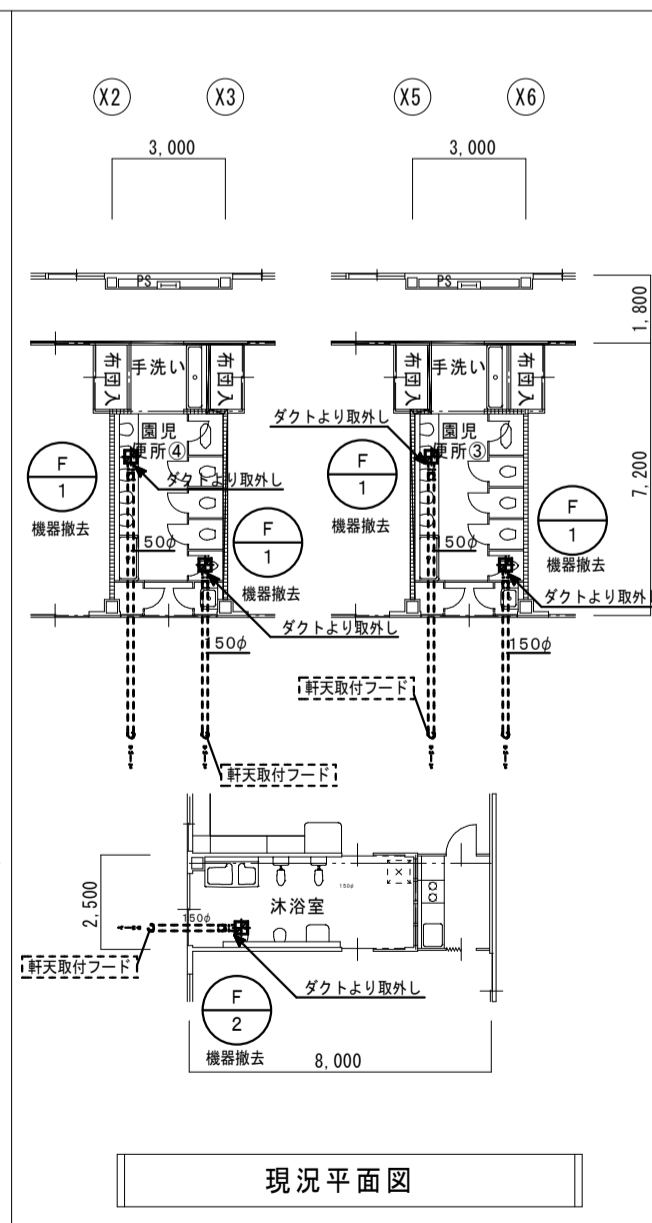 X2
X3
X5
X6
3,000
3,000
PS
PS
1,800
布団入
手洗い
布団入
布団入
手洗い
布団入
ダクトより取外し
園児
便所④
園児
便所③
F
1
機器撤去
ダクトより取外し
F
1
機器撤去
7,200
50φ
F
1
機器撤去
150φ
F
1
機器撤去
ダクトより取外し
ダクトより取外し
50φ
150φ
軒天取付フード
軒天取付フード
2,500
150φ
沐浴室
150φ
軒天取付フード
ダクトより取外し
F
2
機器撤去
8,000
現況平面図